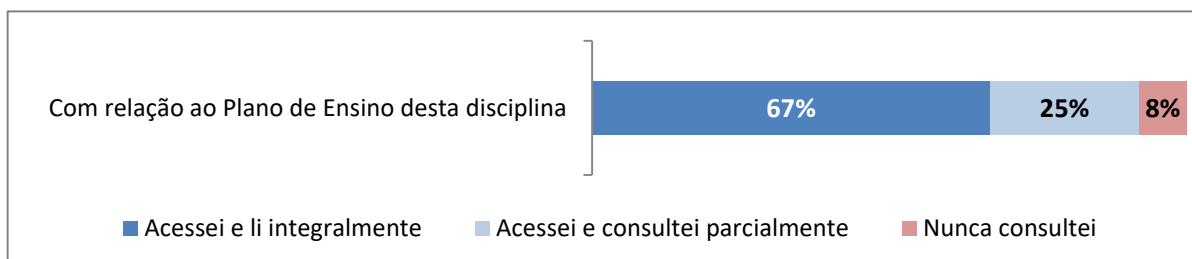 Com relação ao Plano de Ensino desta disciplina
67% 25% 8%
Acessei e li integralmente Acessei e consultei parcialmente Nunca consultei